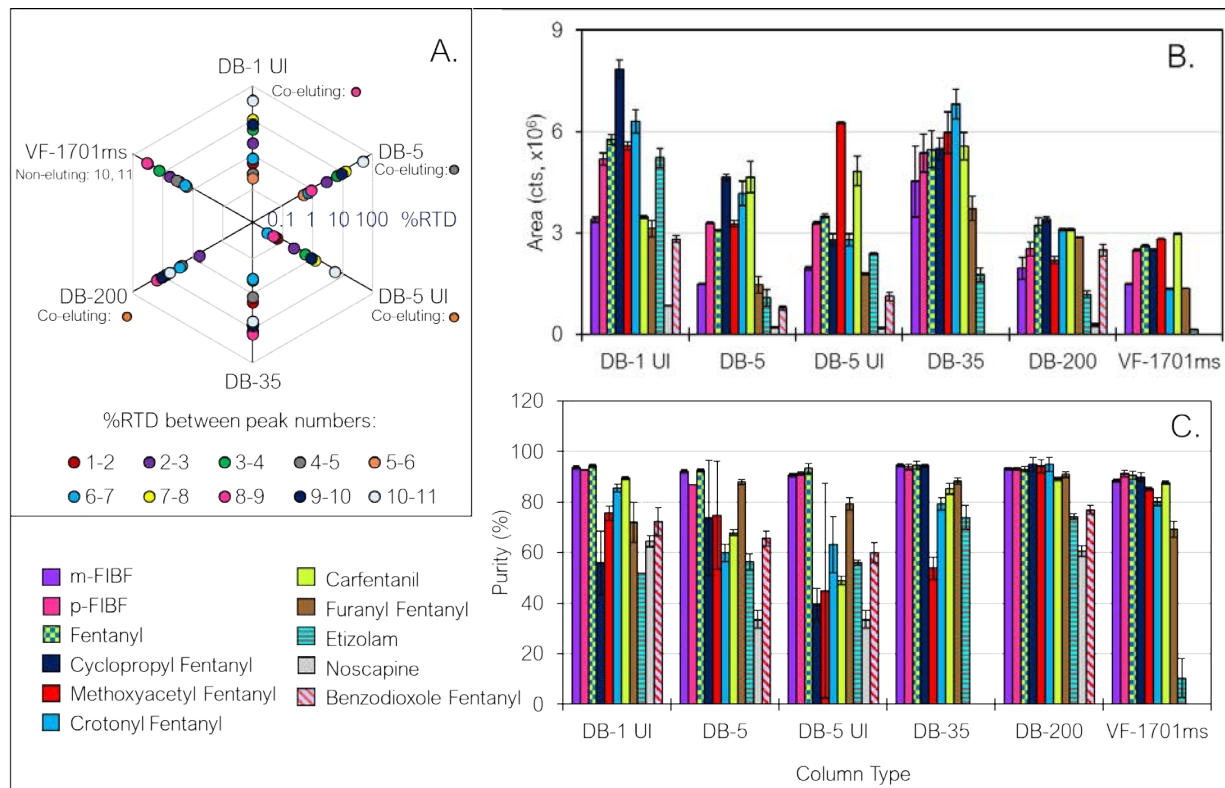 A.
DB-1 UI
Co-eluting:
VF-1701ms
Non-eluting: 10, 11
DB-5
Co-eluting:
0.1 1 10 100 %RTD
DB-200
Co-eluting:
DB-5 UI
Co-eluting:
DB-35
%RTD between peak numbers:
1-2 2-3 3-4 4-5 5-6
6-7 7-8 8-9 9-10 10-11
m-FIBF
p-FIBF
Fentanyl
Cyclopropyl Fentanyl
Methoxyacetyl Fentanyl
Crotonyl Fentanyl
Carfentanil
Furanyl Fentanyl
Etizolam
Noscapine
Benzodioxole Fentanyl
B.
Area (cts, x10⁶)
9
6
3
0
DB-1 UI DB-5 DB-5 UI DB-35 DB-200 VF-1701ms
C.
Purity (%)
120
100
80
60
40
20
0
DB-1 UI DB-5 DB-5 UI DB-35 DB-200 VF-1701ms
Column Type